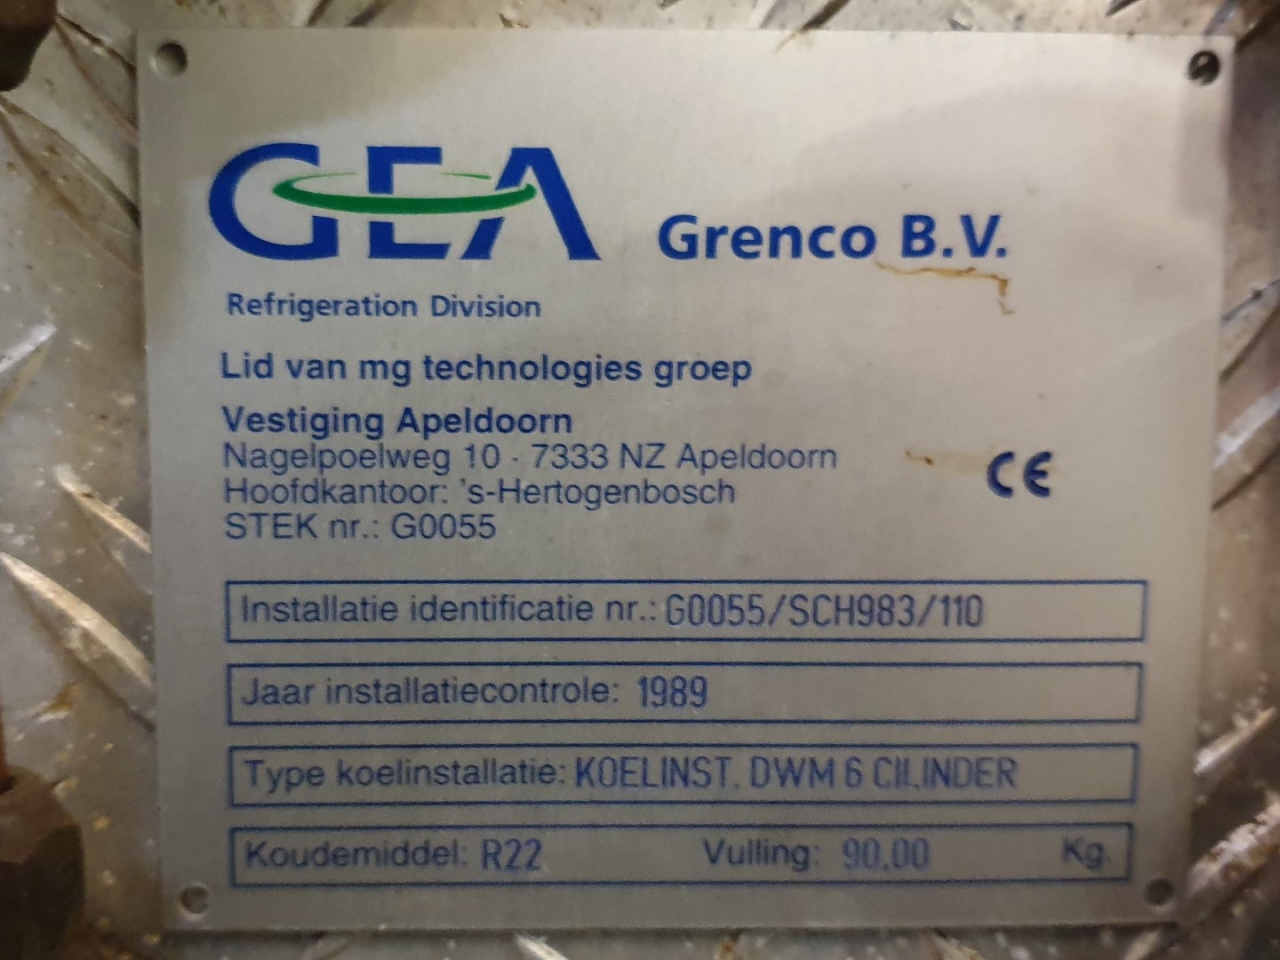 GEA Grenco B.V.
Refrigeration Division
Lid van mg technologies groep
Vestiging Apeldoorn
Nagelpoelweg 10 · 7333 NZ Apeldoorn
Hoofdkantoor: 's-Hertogenbosch
CE
STEK nr.: G0055
Installatie identificatie nr.: G0055/SCH983/110
Jaar installatiecontrole: 1989
Type koelinstallatie: KOELINST. DWM 6 CILINDER
Koudemiddel: R22 Vulling: 90.00 Kg.